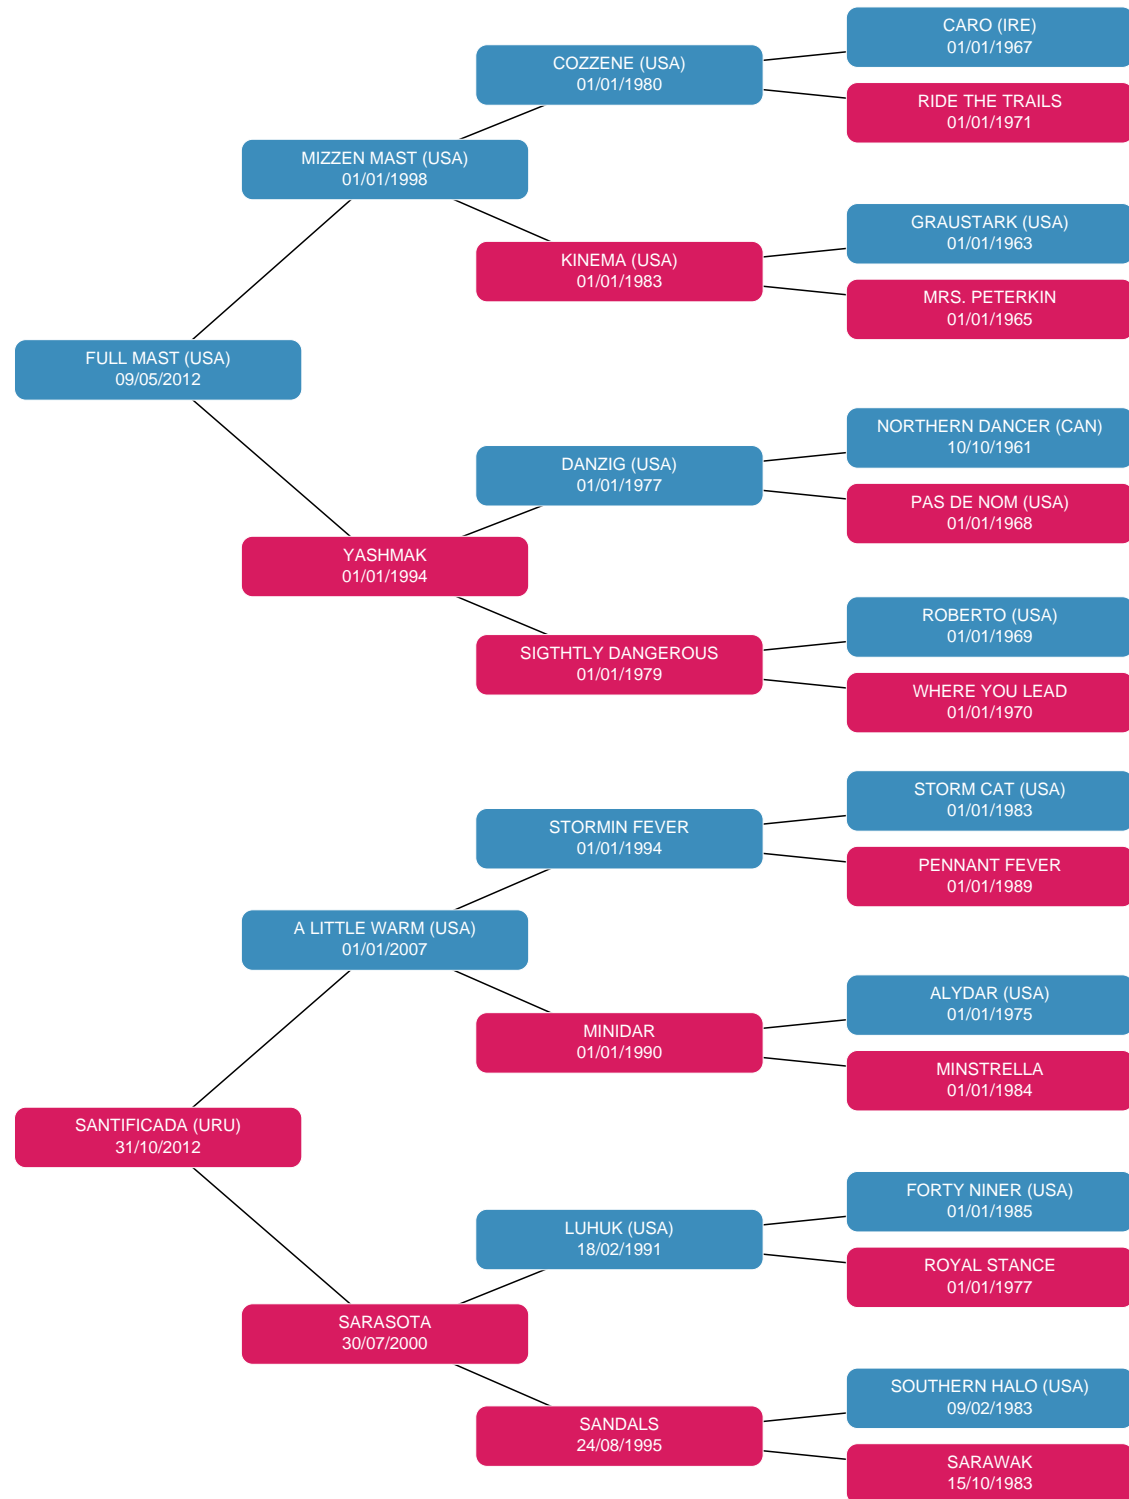 CARO (IRE)
01/01/1967
COZZENE (USA)
01/01/1980
RIDE THE TRAILS
01/01/1971
MIZZEN MAST (USA)
01/01/1998
GRAUSTARK (USA)
01/01/1963
KINEMA (USA)
01/01/1983
MRS. PETERKIN
01/01/1965
FULL MAST (USA)
09/05/2012
NORTHERN DANCER (CAN)
10/10/1961
DANZIG (USA)
01/01/1977
PAS DE NOM (USA)
01/01/1968
YASHMAK
01/01/1994
ROBERTO (USA)
01/01/1969
SIGTHTLY DANGEROUS
01/01/1979
WHERE YOU LEAD
01/01/1970
STORM CAT (USA)
01/01/1983
STORMIN FEVER
01/01/1994
PENNANT FEVER
01/01/1989
A LITTLE WARM (USA)
01/01/2007
ALYDAR (USA)
01/01/1975
MINIDAR
01/01/1990
MINSTRELLA
01/01/1984
SANTIFICADA (URU)
31/10/2012
FORTY NINER (USA)
01/01/1985
LUHUK (USA)
18/02/1991
ROYAL STANCE
01/01/1977
SARASOTA
30/07/2000
SOUTHERN HALO (USA)
09/02/1983
SANDALS
24/08/1995
SARAWAK
15/10/1983